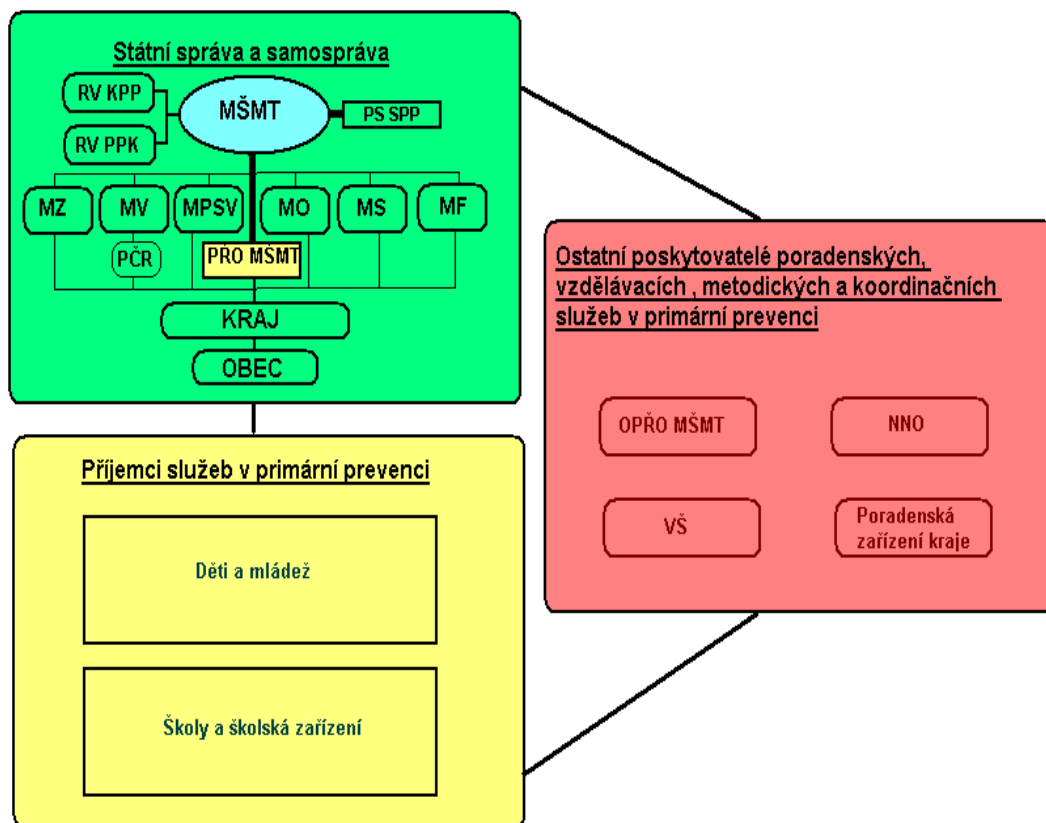 Státní správa a samospráva
RV KPP
MŠMT
PS SPP
RV PPK
MZ
MV
MPSV
MO
MS
MF
PČR
PŘO MŠMT
KRAJ
OBEC
Ostatní poskytovatelé poradenských,
vzdělávacích , metodických a koordinačních
služeb v primární prevenci
OPŘO MŠMT
NNO
VŠ
Poradenská
zařízení kraje
Příjemci služeb v primární prevenci
Děti a mládež
Školy a školská zařízení